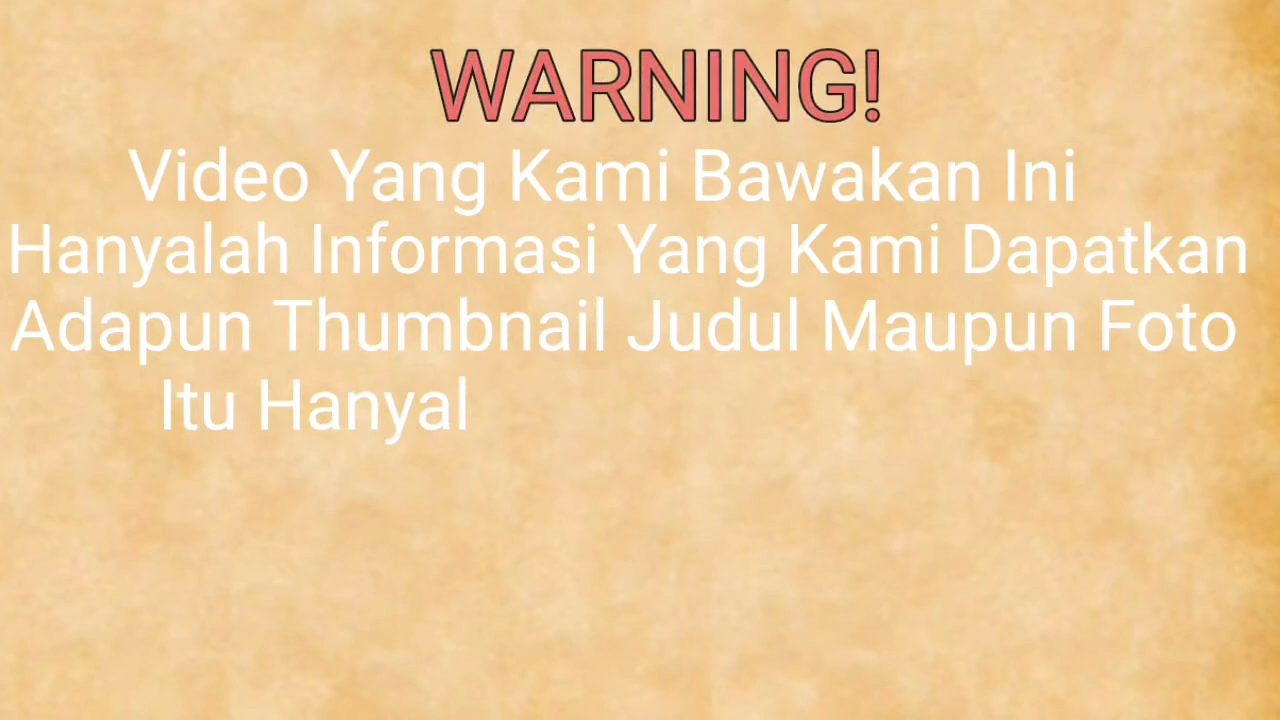 WARNING!
Video Yang Kami Bawakan Ini
Hanyalah Informasi Yang Kami Dapatkan
Adapun Thumbnail Judul Maupun Foto
Itu Hanyal